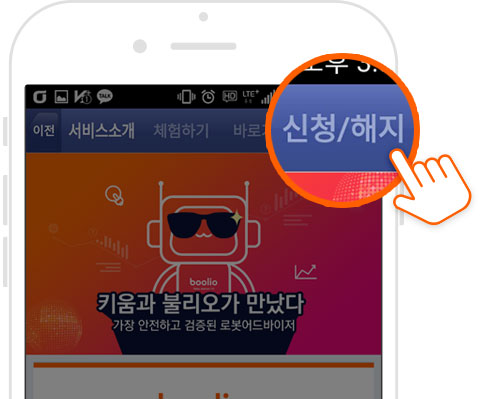 오후 3:
TALK
HD LTE+
이전 서비스소개 체험하기 바로가
신청/해지
boolio
키움과 불리오가 만났다
가장 안전하고 검증된 로봇어드바이저